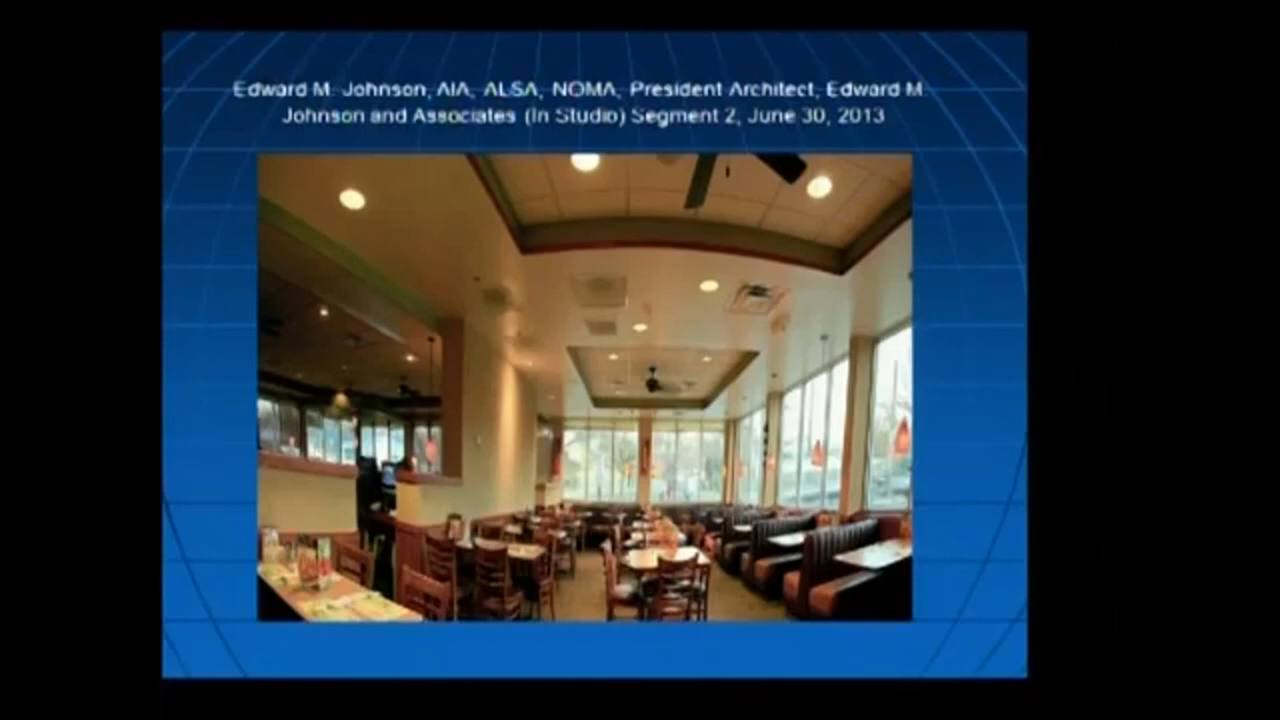 Edward M. Johnson, AIA, ALSA, NOMA, President Architect, Edward M.
Johnson and Associates (In Studio) Segment 2, June 30, 2013